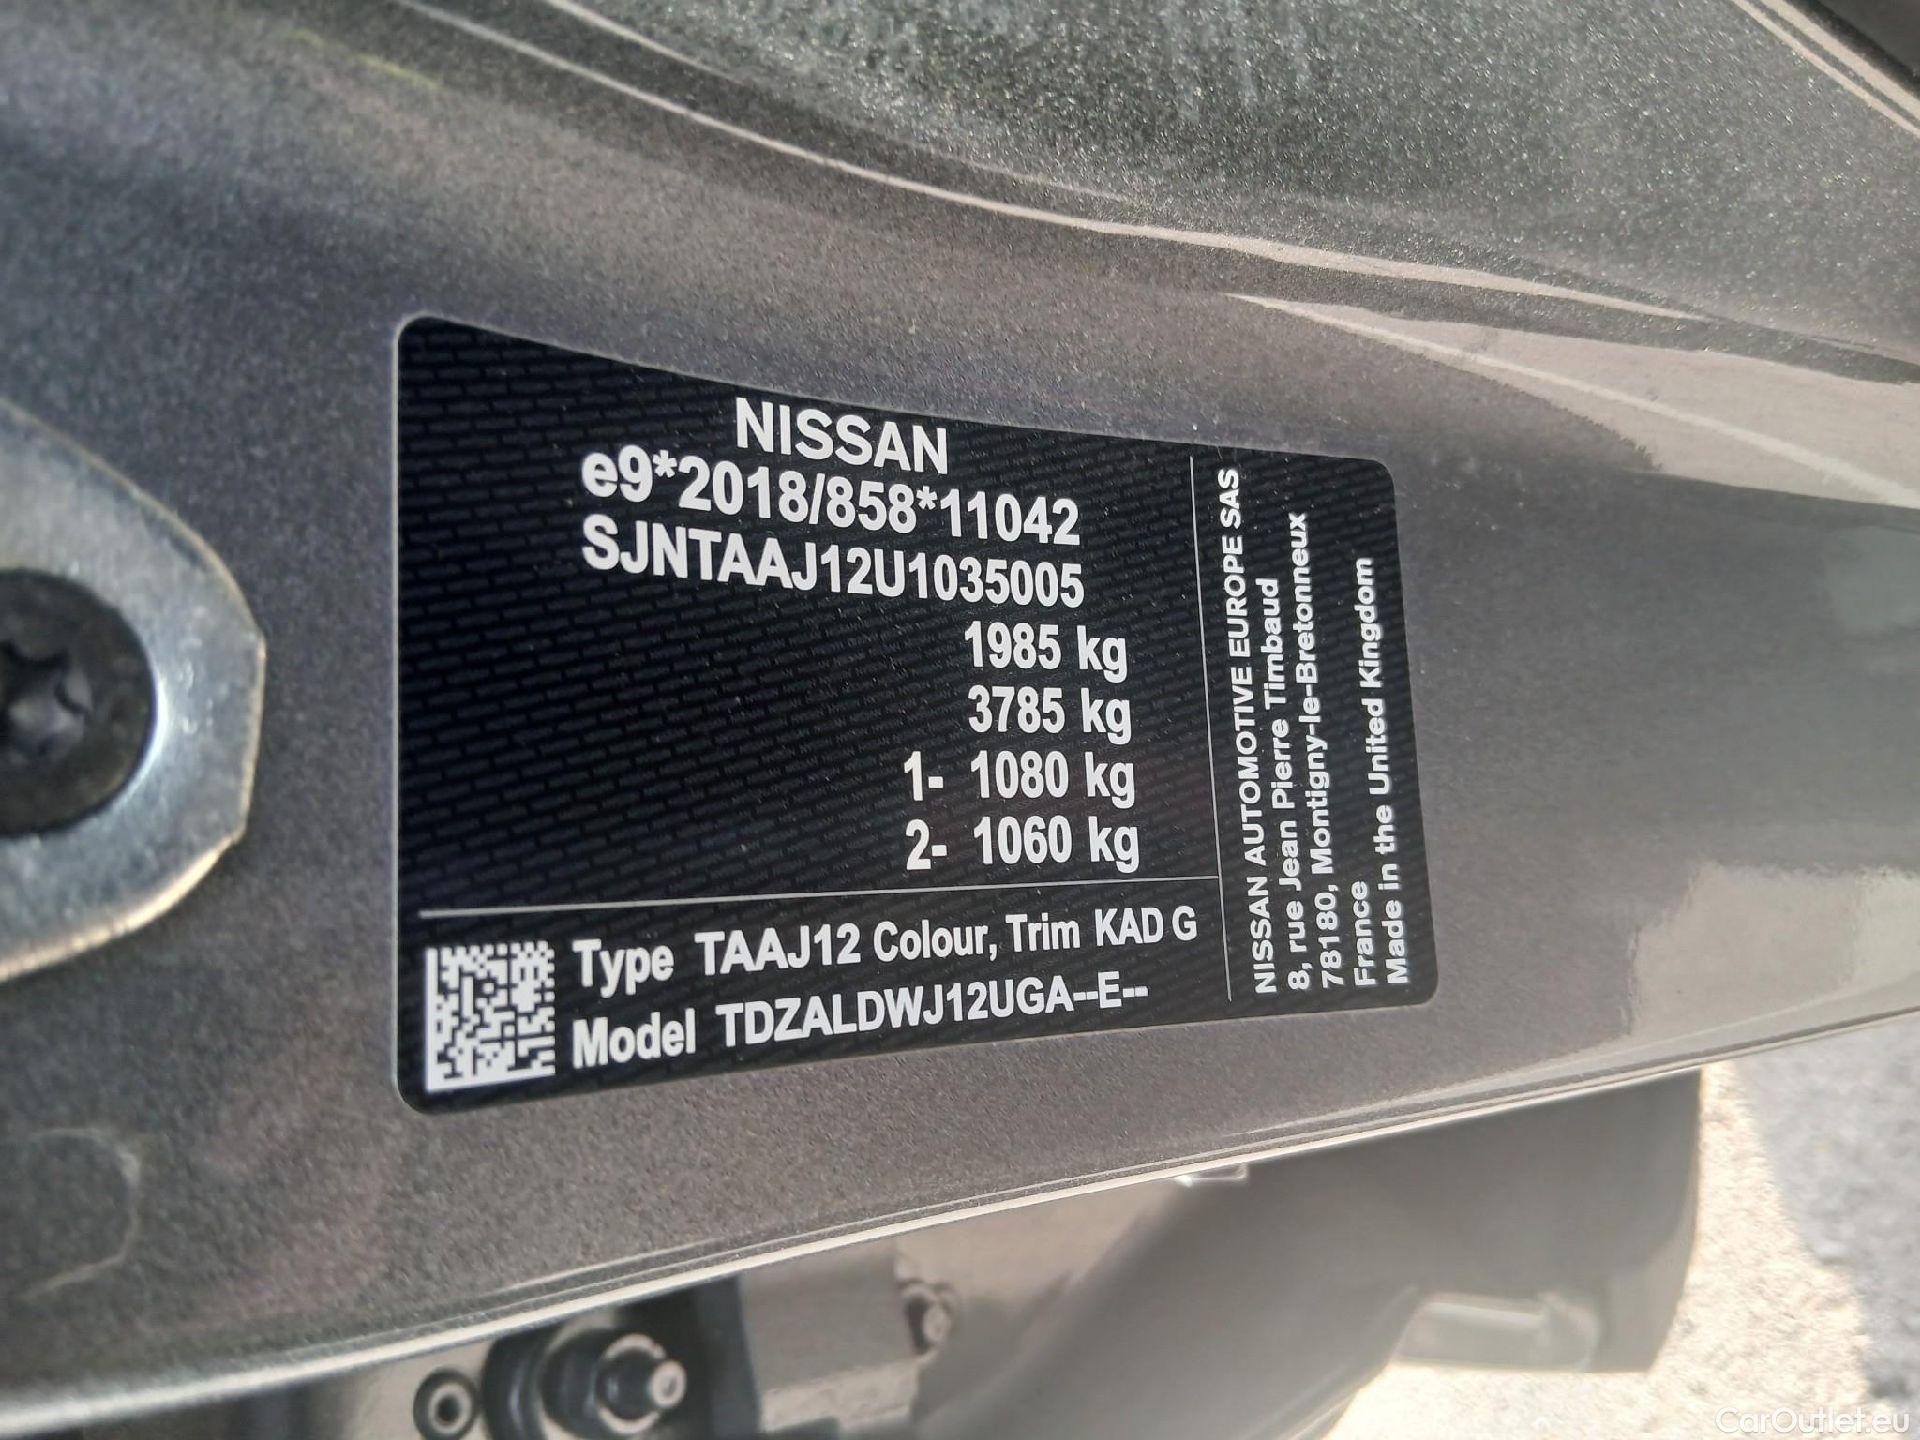 NISSAN
e9*2018/858*11042
SJNTAAJ12U1035005
1985 kg
3785 kg
1- 1080 kg
2- 1060 kg
Type TAAJ12 Colour, Trim KAD G
Model TDZALDWJ12UGA--E--
NISSAN AUTOMOTIVE EUROPE SAS
8, rue Jean Pierre Timbaud
78180, Montigny-le-Bretonneux
France
Made in the United Kingdom
CarOutlet.eu